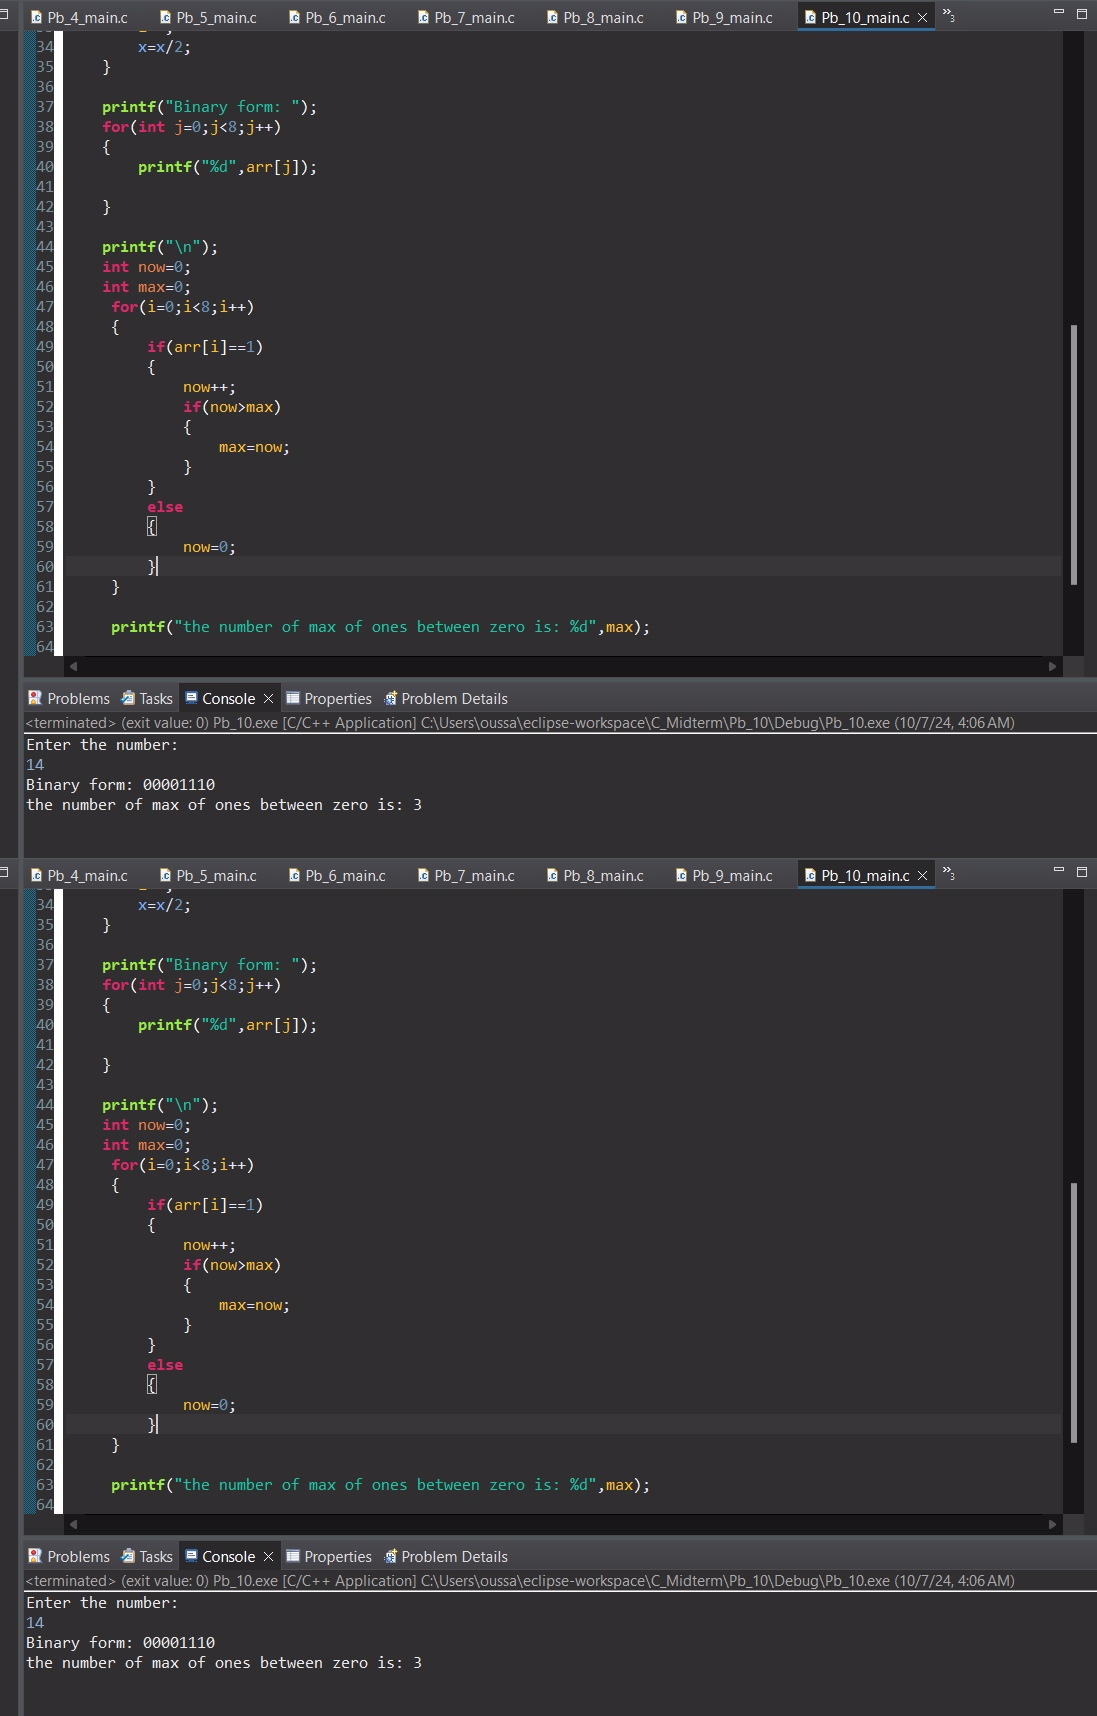 Pb_4_main.c Pb_5_main.c Pb_6_main.c Pb_7_main.c Pb_8_main.c Pb_9_main.c Pb_10_main.c »3
34 x=x/2;
35 }
36
37 printf("Binary form: ");
38 for(int j=0;j<8;j++)
39 {
40 printf("%d",arr[j]);
41
42 }
43
44 printf("\n");
45 int now=0;
46 int max=0;
47 for(i=0;i<8;i++)
48 {
49 if(arr[i]==1)
50 {
51 now++;
52 if(now>max)
53 {
54 max=now;
55 }
56 }
57 else
58 {
59 now=0;
60 }
61 }
62
63 printf("the number of max of ones between zero is: %d",max);
64
Problems Tasks Console Properties Problem Details
<terminated> (exit value: 0) Pb_10.exe [C/C++ Application] C:\Users\oussa\eclipse-workspace\C_Midterm\Pb_10\Debug\Pb_10.exe (10/7/24, 4:06 AM)
Enter the number:
14
Binary form: 00001110
the number of max of ones between zero is: 3
Pb_4_main.c Pb_5_main.c Pb_6_main.c Pb_7_main.c Pb_8_main.c Pb_9_main.c Pb_10_main.c »3
34 x=x/2;
35 }
36
37 printf("Binary form: ");
38 for(int j=0;j<8;j++)
39 {
40 printf("%d",arr[j]);
41
42 }
43
44 printf("\n");
45 int now=0;
46 int max=0;
47 for(i=0;i<8;i++)
48 {
49 if(arr[i]==1)
50 {
51 now++;
52 if(now>max)
53 {
54 max=now;
55 }
56 }
57 else
58 {
59 now=0;
60 }
61 }
62
63 printf("the number of max of ones between zero is: %d",max);
64
Problems Tasks Console Properties Problem Details
<terminated> (exit value: 0) Pb_10.exe [C/C++ Application] C:\Users\oussa\eclipse-workspace\C_Midterm\Pb_10\Debug\Pb_10.exe (10/7/24, 4:06 AM)
Enter the number:
14
Binary form: 00001110
the number of max of ones between zero is: 3